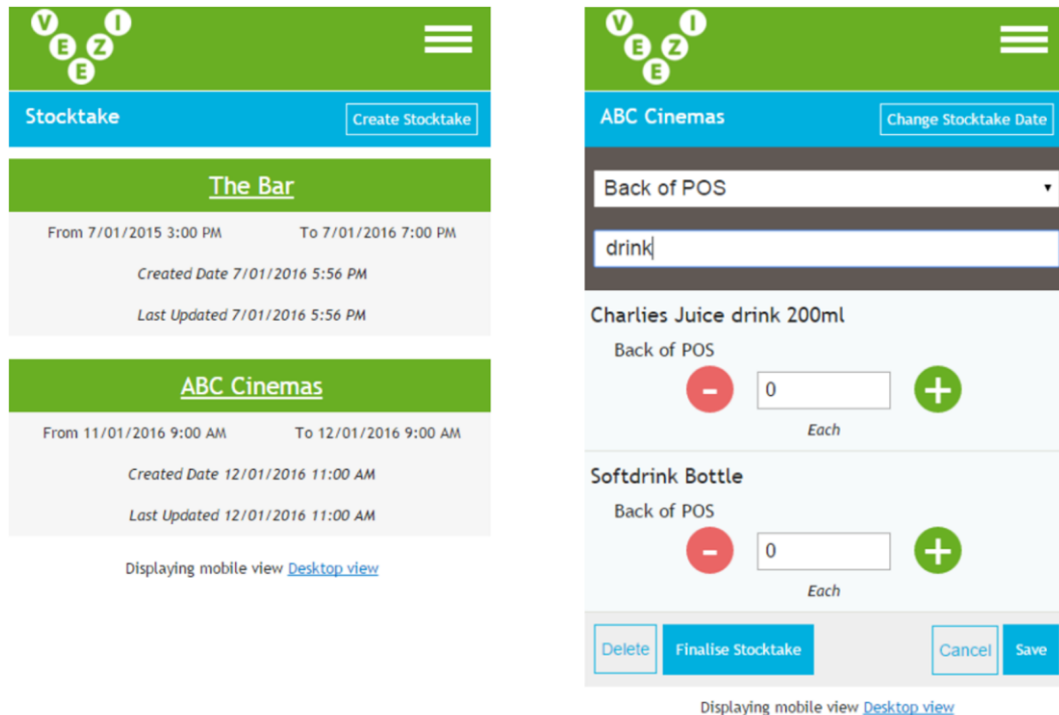 VEEZI
Stocktake
Create Stocktake
The Bar
From 7/01/2015 3:00 PM To 7/01/2016 7:00 PM
Created Date 7/01/2016 5:56 PM
Last Updated 7/01/2016 5:56 PM
ABC Cinemas
From 11/01/2016 9:00 AM To 12/01/2016 9:00 AM
Created Date 12/01/2016 11:00 AM
Last Updated 12/01/2016 11:00 AM
Displaying mobile view Desktop view
VEEZI
ABC Cinemas
Change Stocktake Date
Back of POS
drink
Charlies Juice drink 200ml
Back of POS
- 0 +
Each
Softdrink Bottle
Back of POS
- 0 +
Each
Delete Finalise Stocktake Cancel Save
Displaying mobile view Desktop view